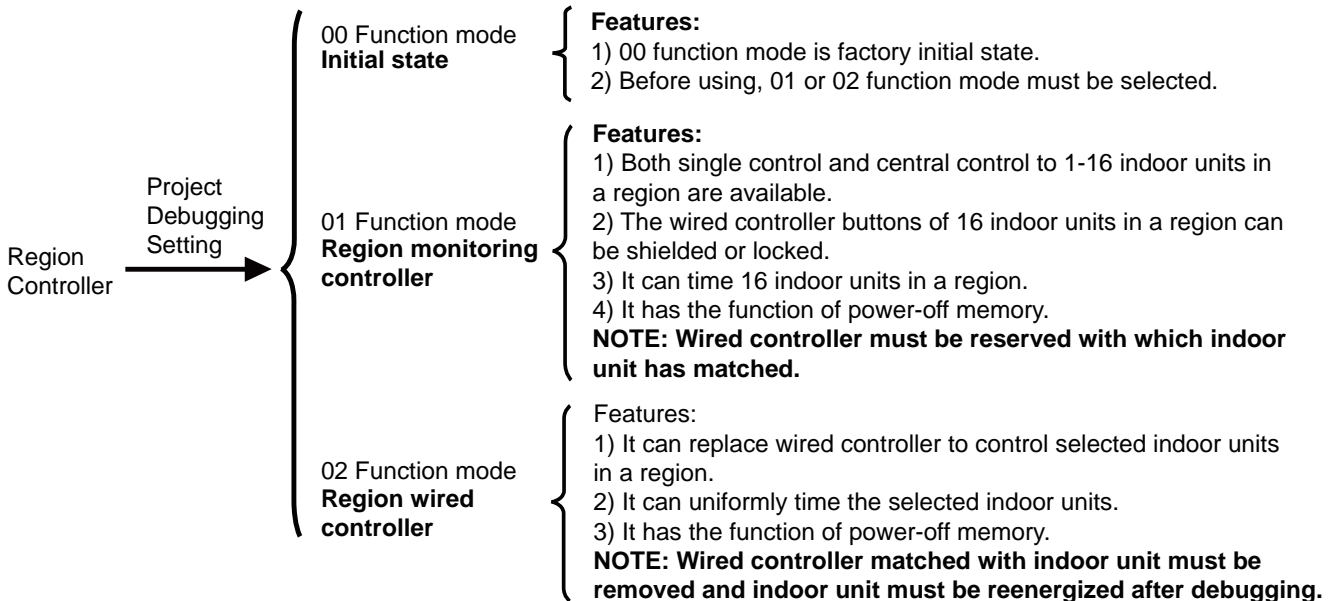 Region
Controller
Project
Debugging
Setting
00 Function mode
Initial state
Features:
1) 00 function mode is factory initial state.
2) Before using, 01 or 02 function mode must be selected.
01 Function mode
Region monitoring
controller
Features:
1) Both single control and central control to 1-16 indoor units in
a region are available.
2) The wired controller buttons of 16 indoor units in a region can
be shielded or locked.
3) It can time 16 indoor units in a region.
4) It has the function of power-off memory.
NOTE: Wired controller must be reserved with which indoor
unit has matched.
02 Function mode
Region wired
controller
Features:
1) It can replace wired controller to control selected indoor units
in a region.
2) It can uniformly time the selected indoor units.
3) It has the function of power-off memory.
NOTE: Wired controller matched with indoor unit must be
removed and indoor unit must be reenergized after debugging.